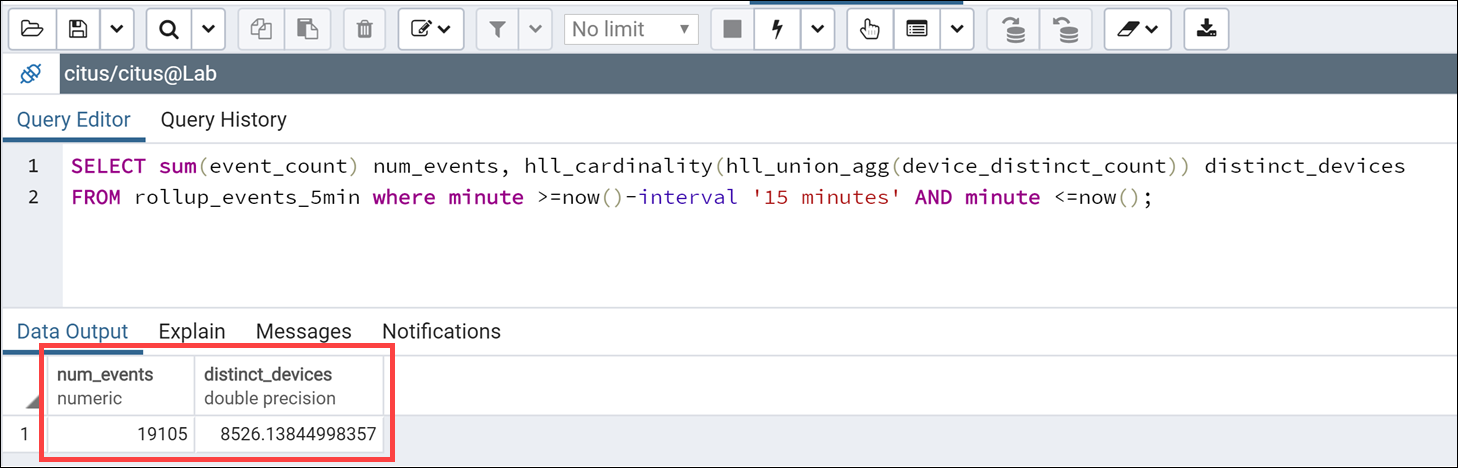 No limit
citus/citus@Lab
Query Editor Query History
1 SELECT sum(event_count) num_events, hll_cardinality(hll_union_agg(device_distinct_count)) distinct_devices
2 FROM rollup_events_5min where minute >=now()-interval '15 minutes' AND minute <=now();
Data Output Explain Messages Notifications
num_events distinct_devices
numeric double precision
1 19105 8526.13844998357